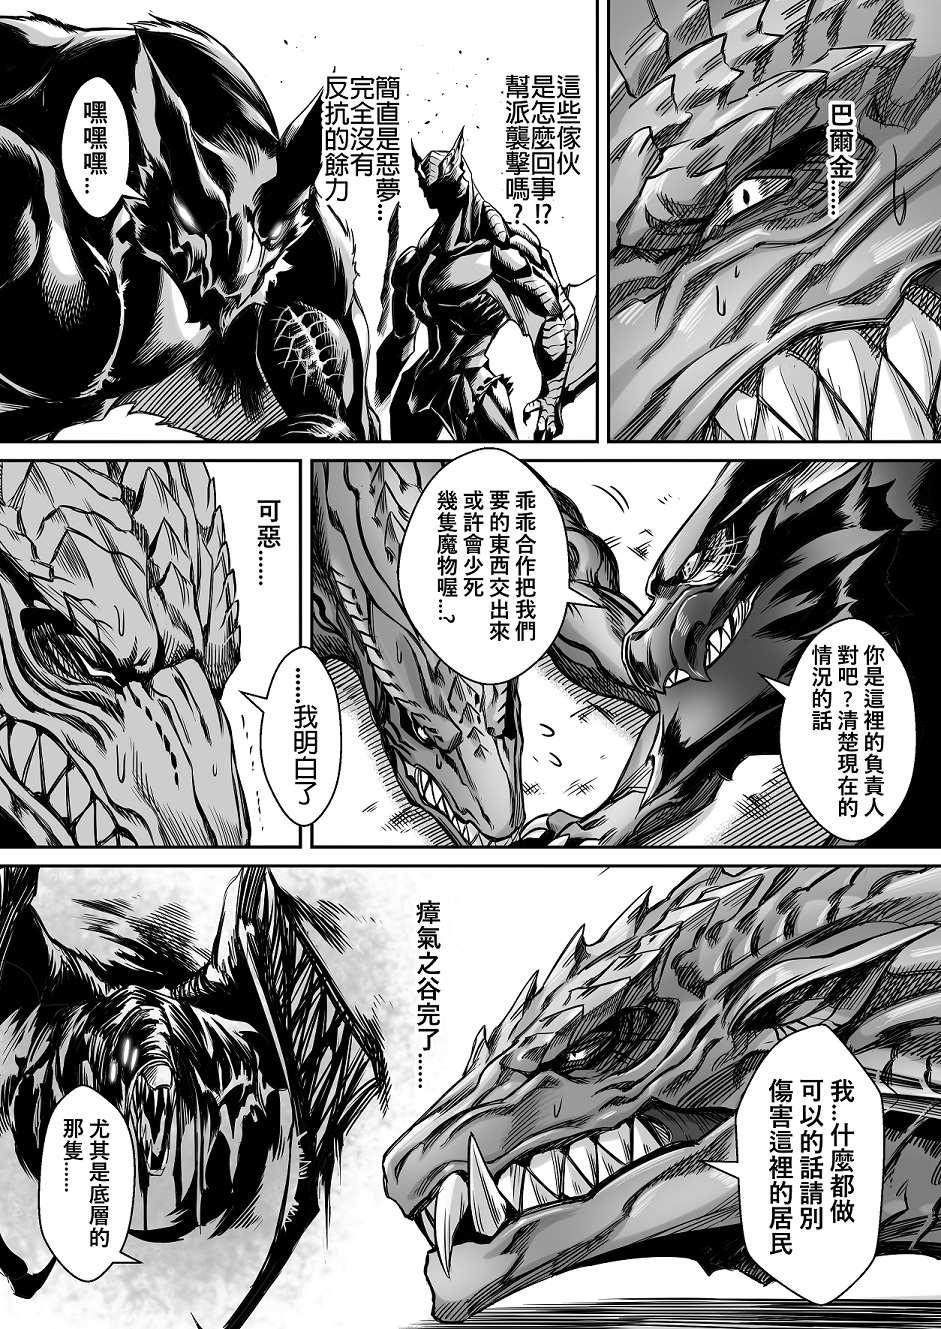 巴爾金……
這些傢伙
是怎麼回事!?
幫派襲擊嗎?
簡直是惡夢…
完全沒有
反抗的餘力
嘿嘿嘿
…
你是這裡的負責人
對吧?清楚現在的
情況的話
乖乖合作把我們
要的東西交出來
或許會少死
幾隻魔物喔…?
……我明白了
可惡……
我…什麼都做
可以的話請別
傷害這裡的居民
瘴氣之谷完了……
尤其是底層的
那隻……